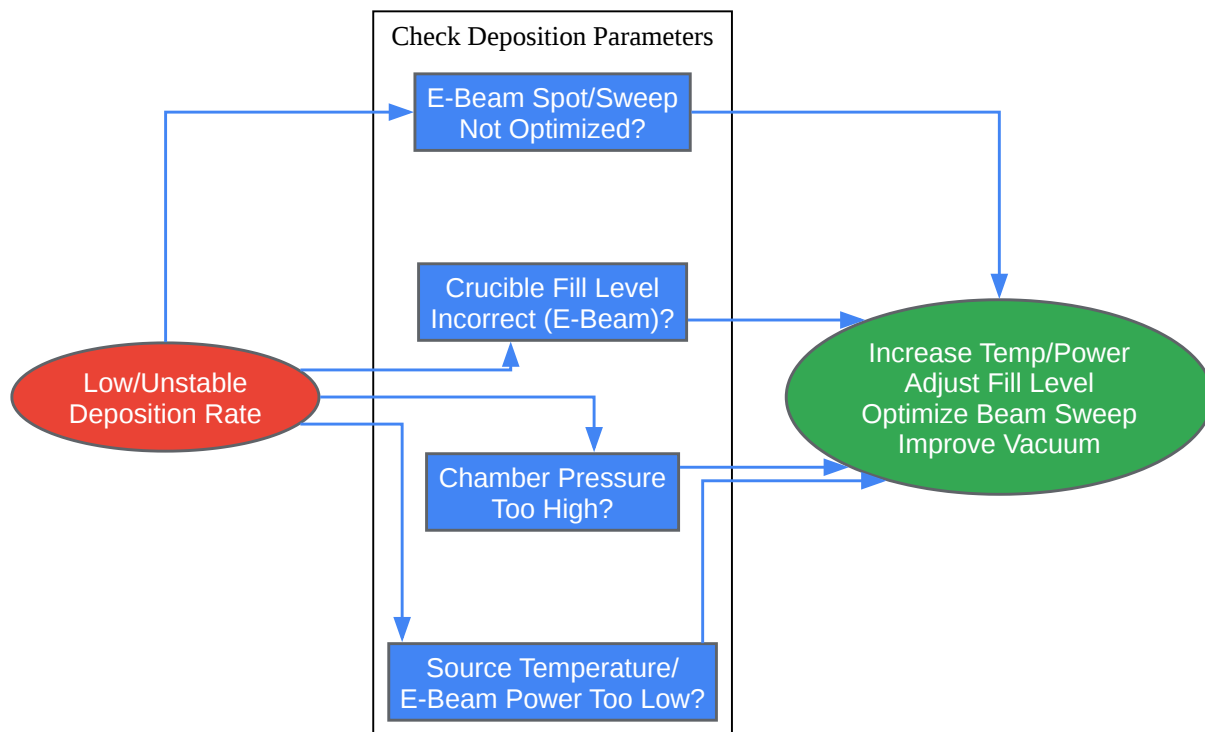 Check Deposition Parameters
E-Beam Spot/Sweep
Not Optimized?
Crucible Fill Level
Incorrect (E-Beam)?
Low/Unstable
Deposition Rate
Increase Temp/Power
Adjust Fill Level
Optimize Beam Sweep
Improve Vacuum
Chamber Pressure
Too High?
Source Temperature/
E-Beam Power Too Low?